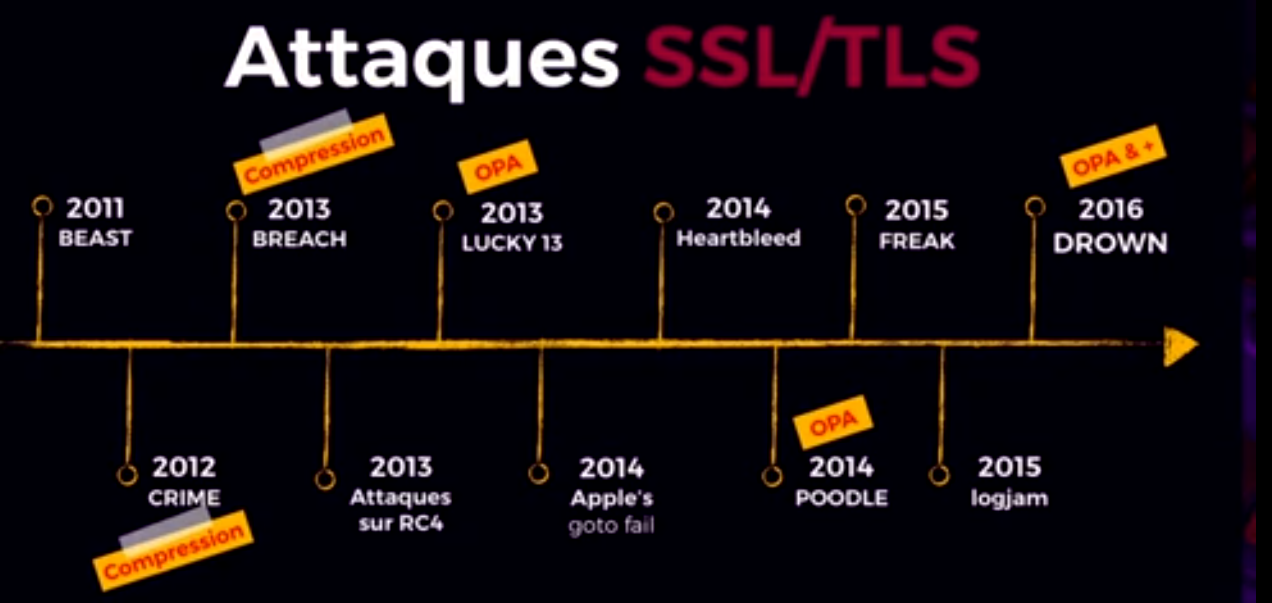 Attaques SSL/TLS
Compression
OPA
OPA & +
2011
BEAST
2013
BREACH
2013
LUCKY 13
2014
Heartbleed
2015
FREAK
2016
DROWN
2012
CRIME
Compression
2013
Attaques
sur RC4
2014
Apple's
goto fail
OPA
2014
POODLE
2015
logjam